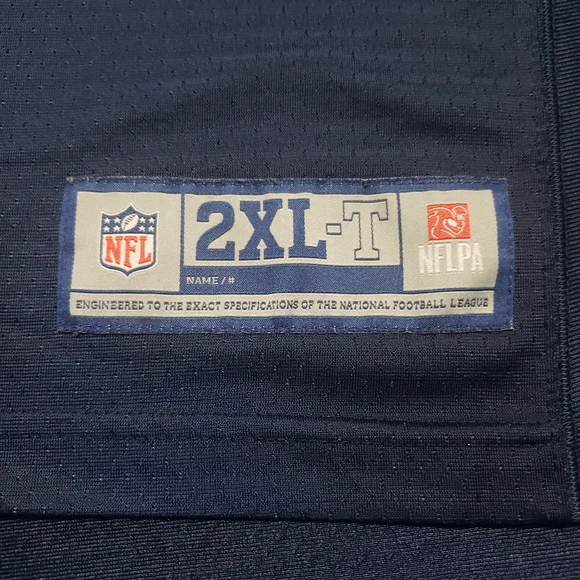 NFL
2XL-T
NAME / #
NFLPA
ENGINEERED TO THE EXACT SPECIFICATIONS OF THE NATIONAL FOOTBALL LEAGUE